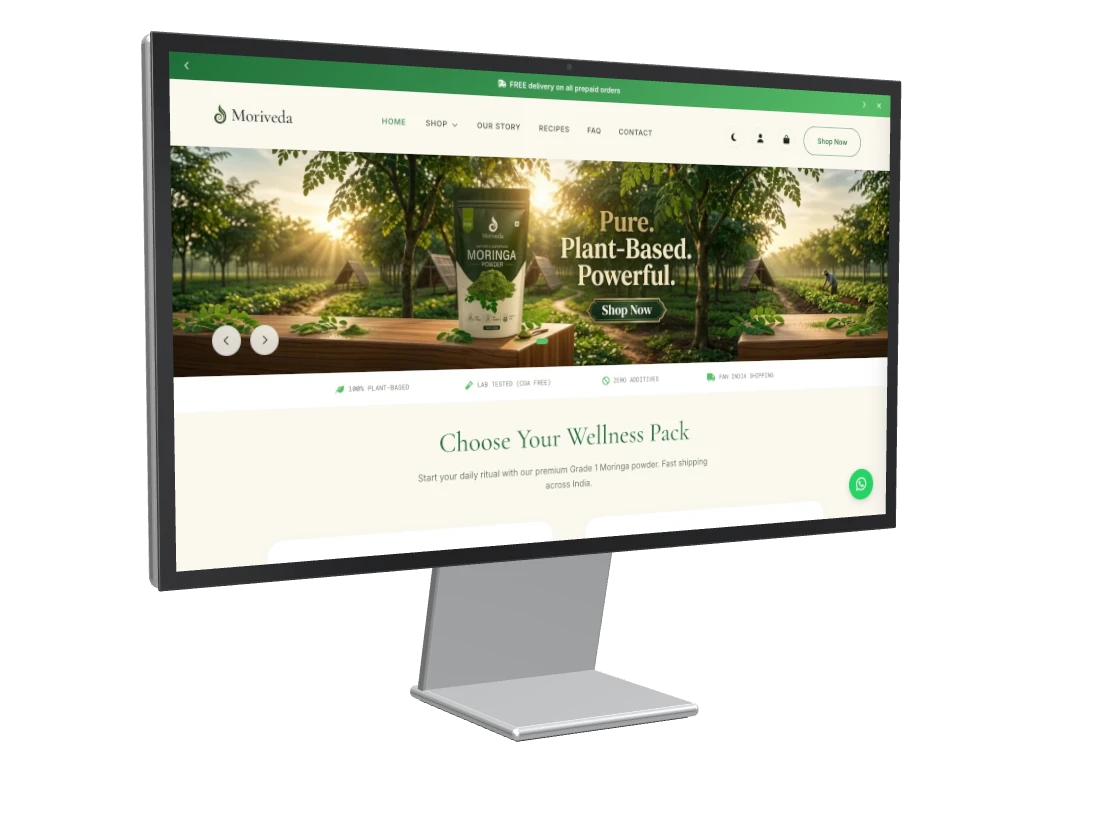 FREE delivery on all prepaid orders
Moriveda
HOME SHOP OUR STORY RECIPES FAQ CONTACT
Shop Now
Moriveda
MORINGA
POWDER
Pure.
Plant-Based.
Powerful.
Shop Now
100% PLANT-BASED
LAB TESTED (COA FREE)
ZERO ADDITIVES
PAN INDIA SHIPPING
Choose Your Wellness Pack
Start your daily ritual with our premium Grade 1 Moringa powder. Fast shipping
across India.